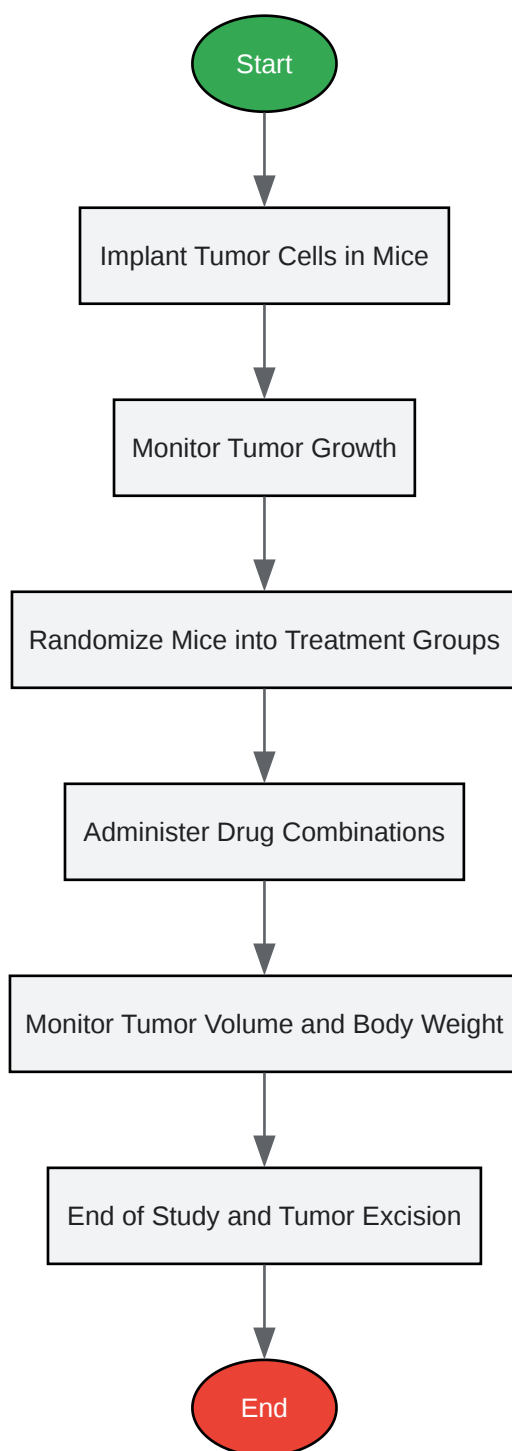 Start
Implant Tumor Cells in Mice
Monitor Tumor Growth
Randomize Mice into Treatment Groups
Administer Drug Combinations
Monitor Tumor Volume and Body Weight
End of Study and Tumor Excision
End